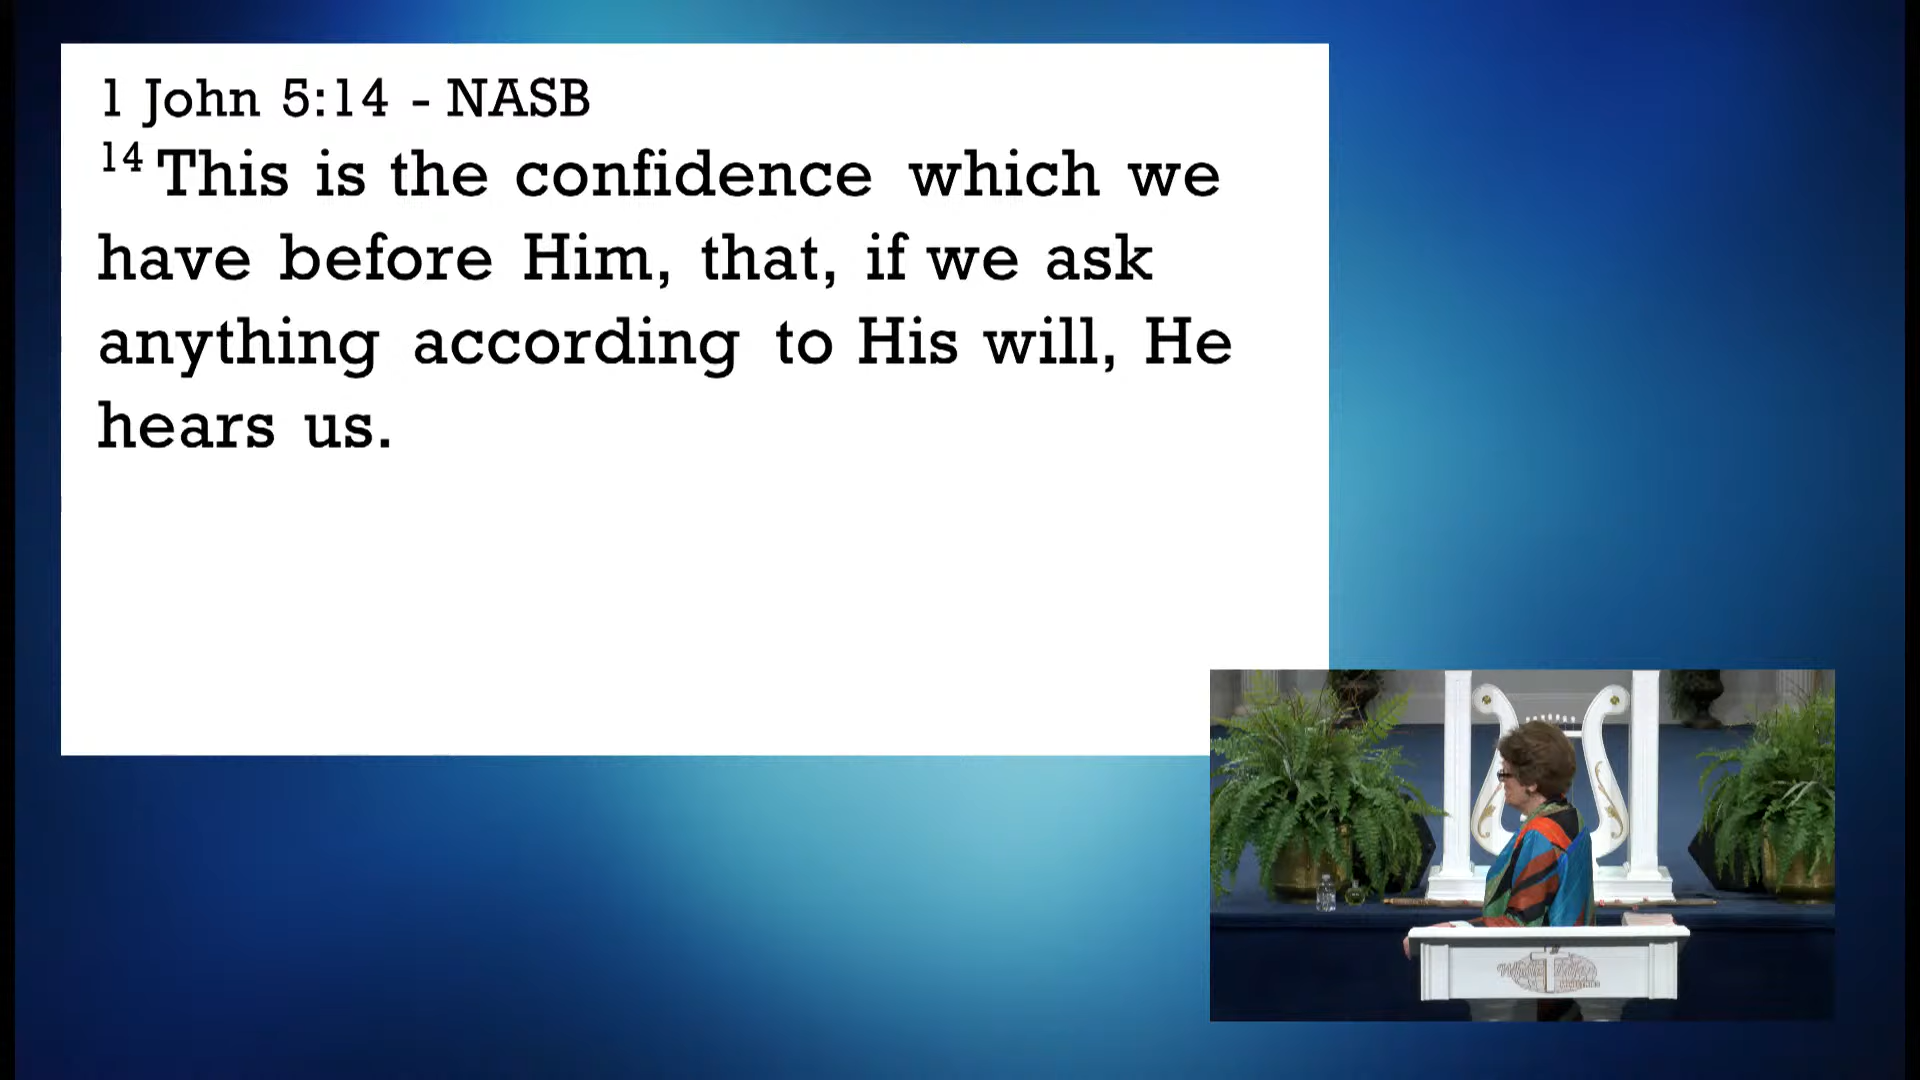 1 John 5:14 - NASB
14 This is the confidence which we
have before Him, that, if we ask
anything according to His will, He
hears us.